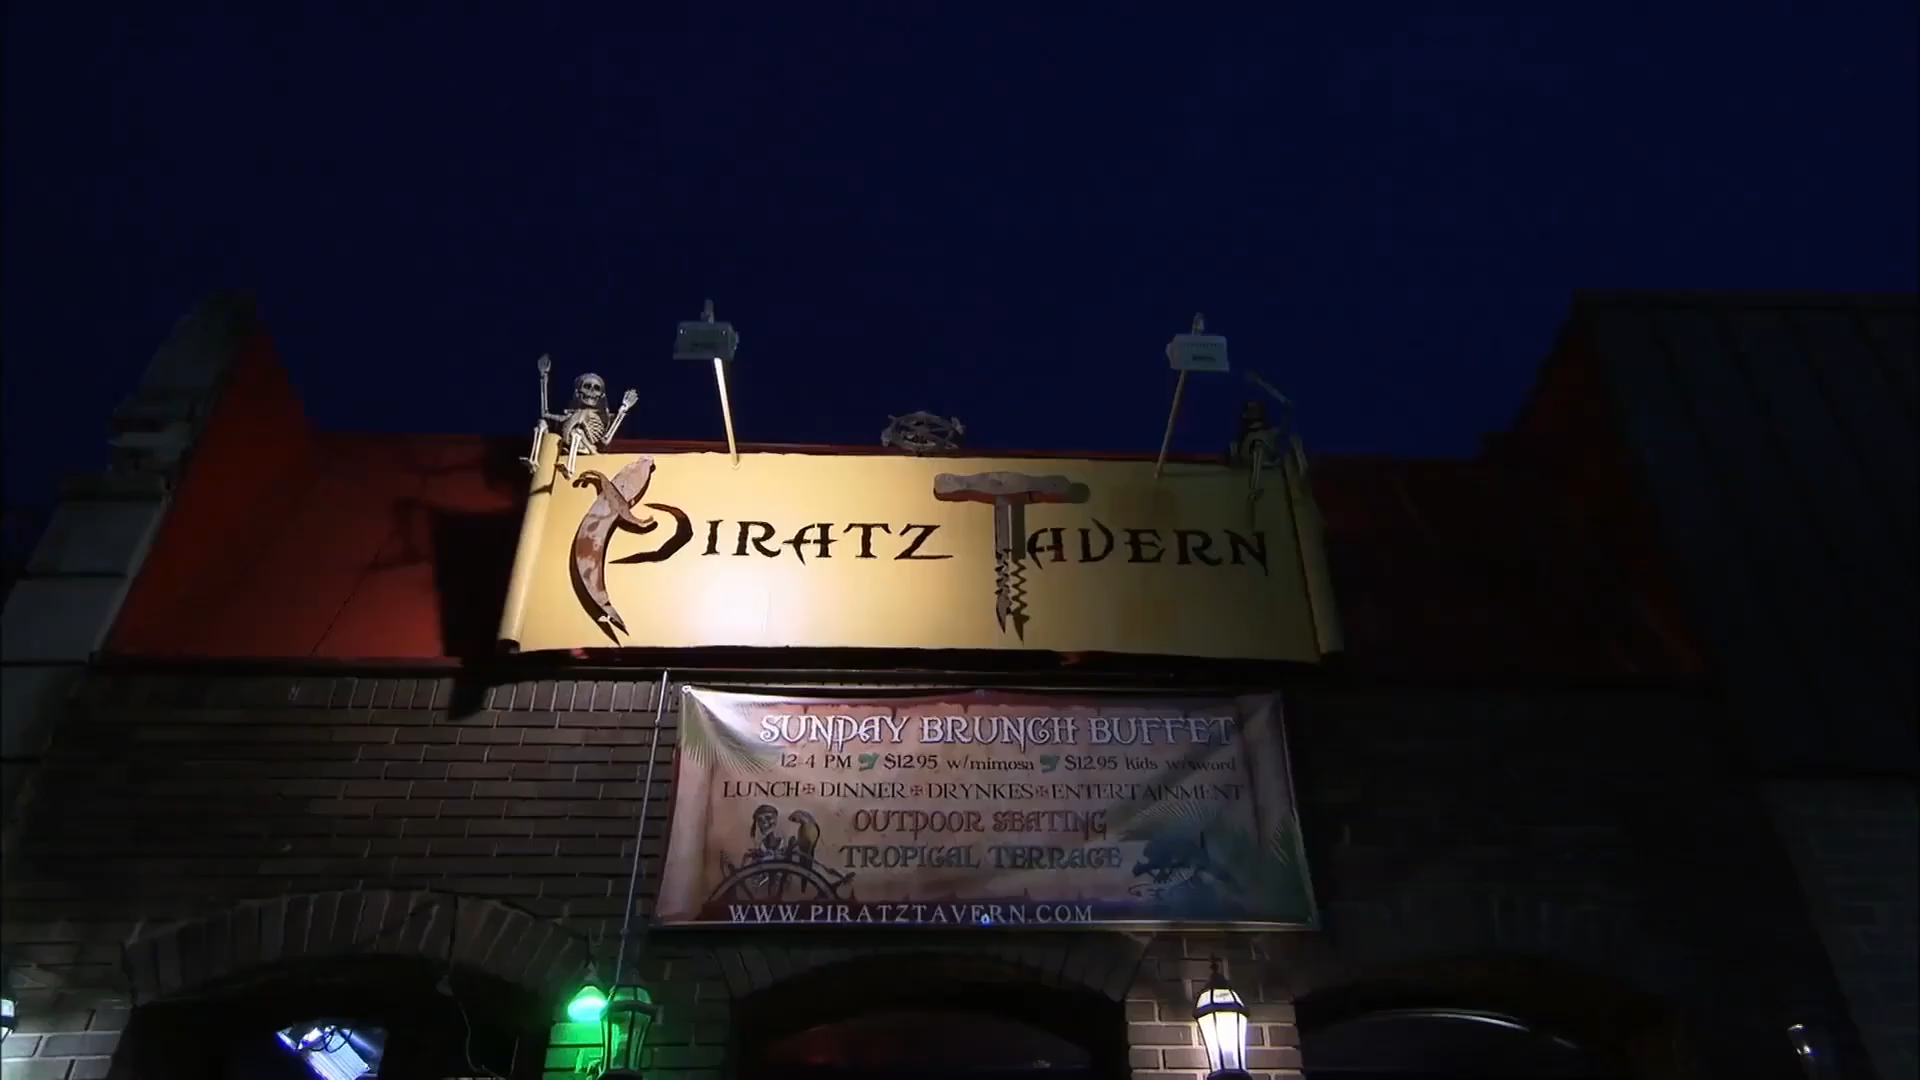 PIRATZ TAVERN
SUNDAY BRUNCH BUFFET
12-4 PM $12.95 w/mimosa $12.95 kids w/sword
LUNCH DINNER DRYNKES ENTERTAINMENT
OUTDOOR SEATING
TROPICAL TERRACE
WWW.PIRATZTAVERN.COM